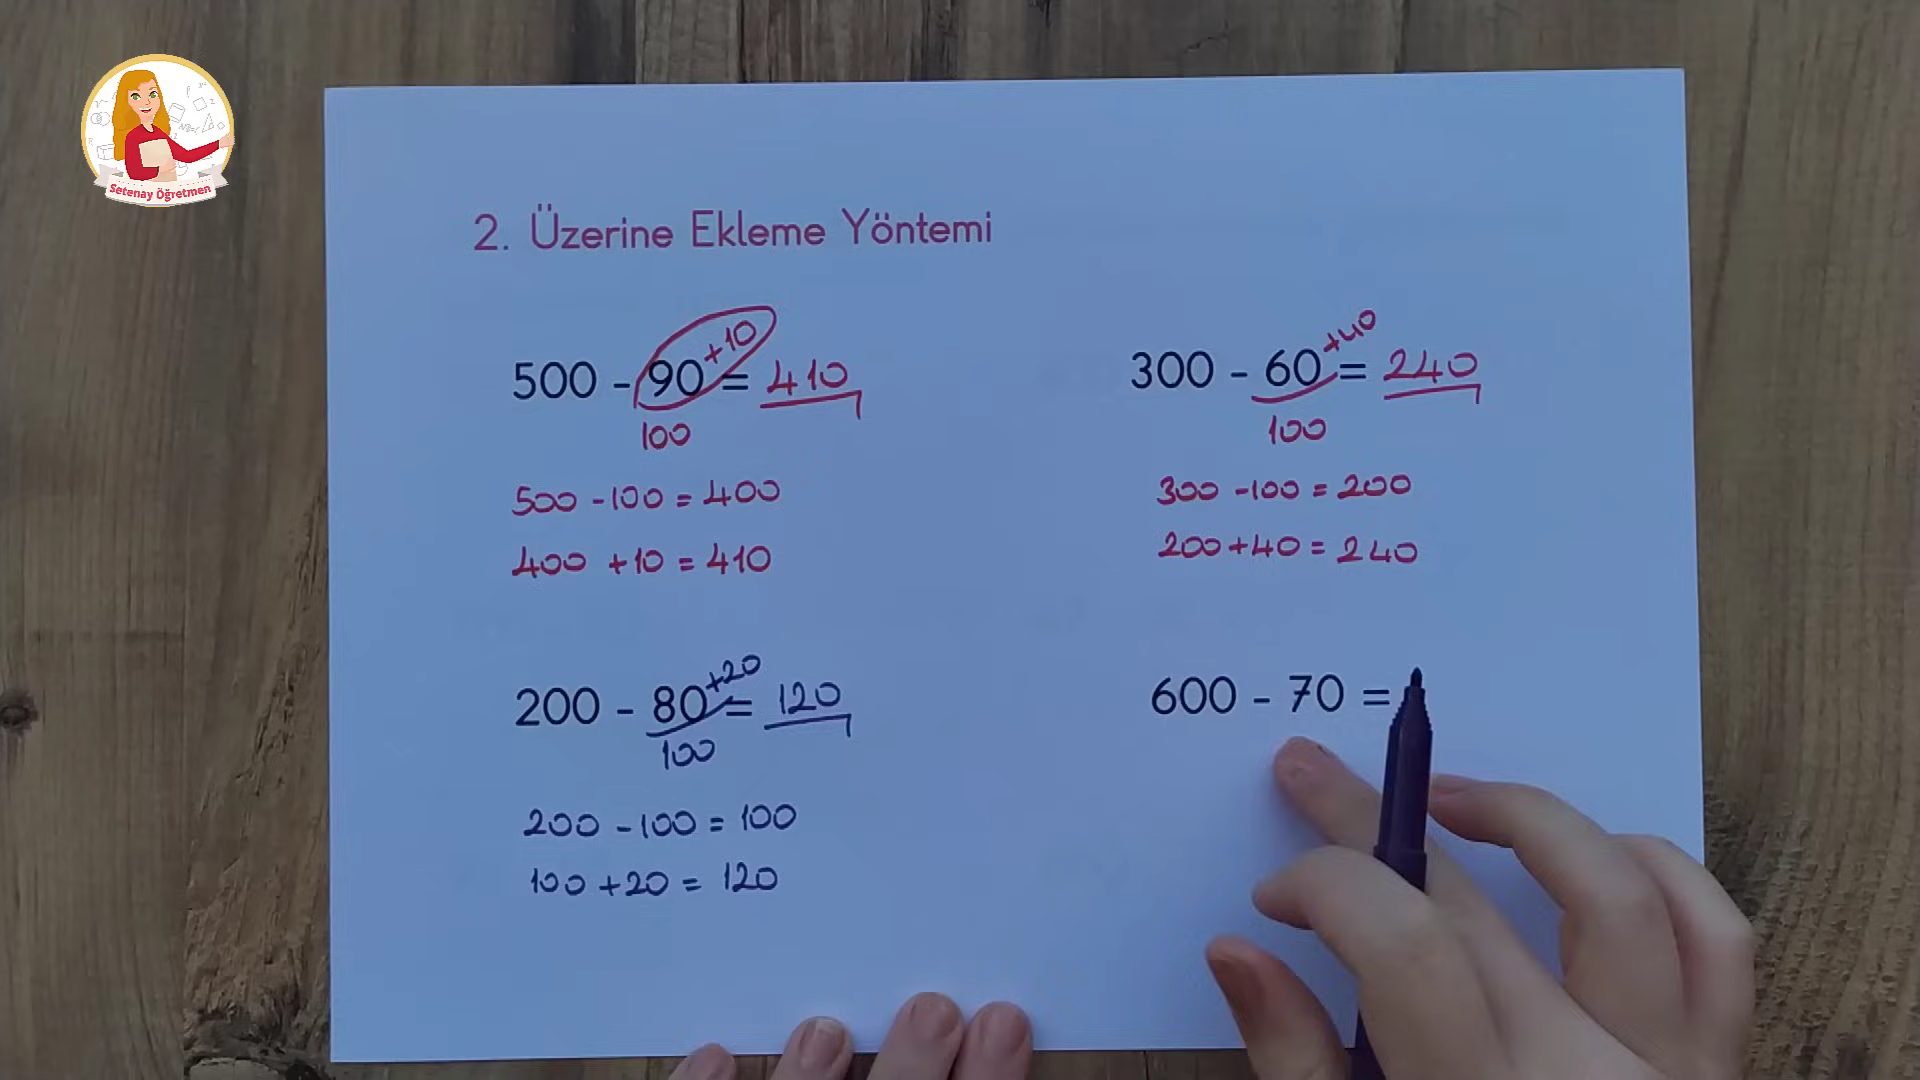 Setenay Öğretmen
2. Üzerine Ekleme Yöntemi
500 - 90 +10 = 410
100
500 - 100 = 400
400 + 10 = 410
300 - 60 +40 = 240
100
300 - 100 = 200
200 + 40 = 240
200 - 80 +20 = 120
100
200 - 100 = 100
100 + 20 = 120
600 - 70 =